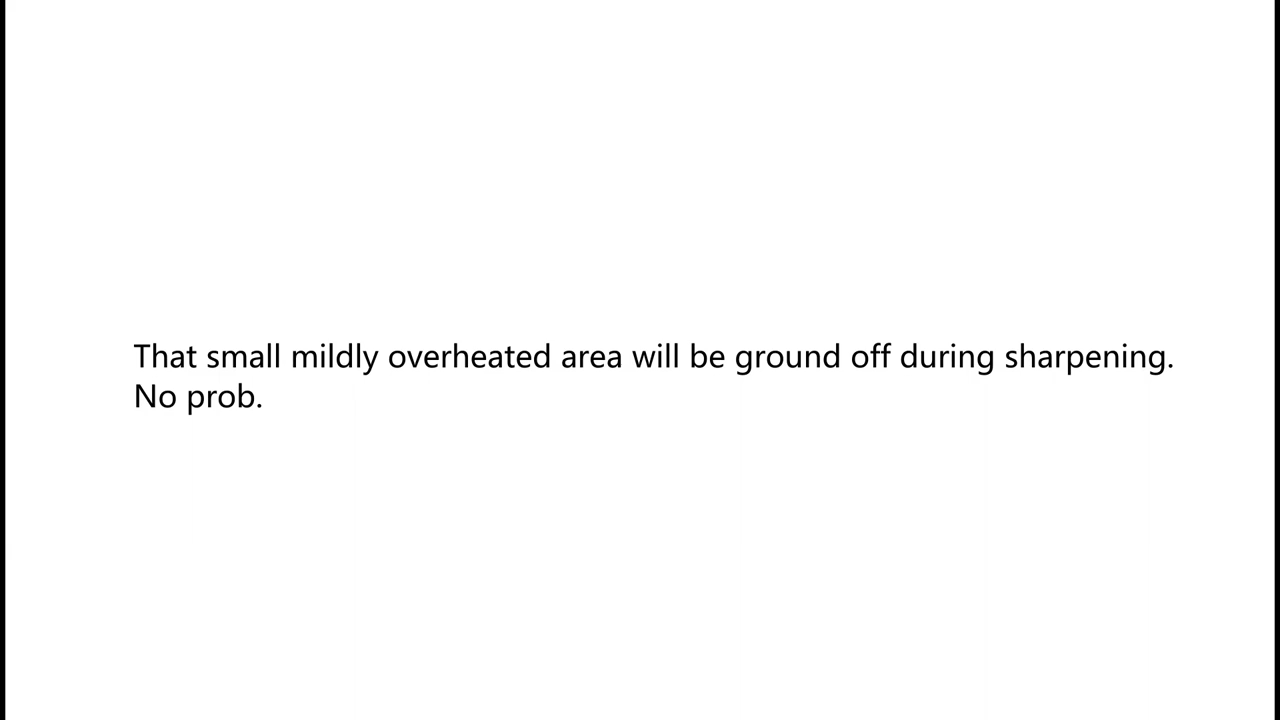 That small mildly overheated area will be ground off during sharpening.
No prob.